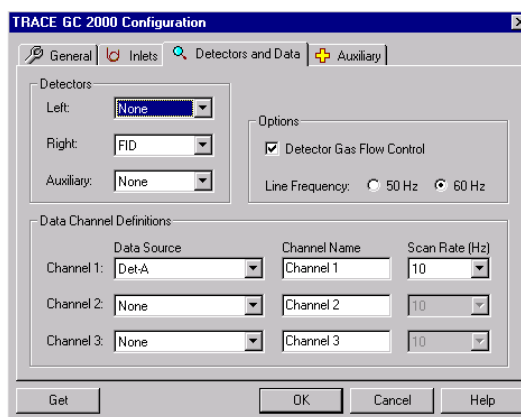 TRACE GC 2000 Configuration
General Inlets Detectors and Data Auxiliary
Detectors
Left: None
Right: FID
Auxiliary: None
Options
Detector Gas Flow Control
Line Frequency: 50 Hz 60 Hz
Data Channel Definitions
Data Source Channel Name Scan Rate (Hz)
Channel 1: Det-A Channel 1 10
Channel 2: None Channel 2 10
Channel 3: None Channel 3 10
Get OK Cancel Help